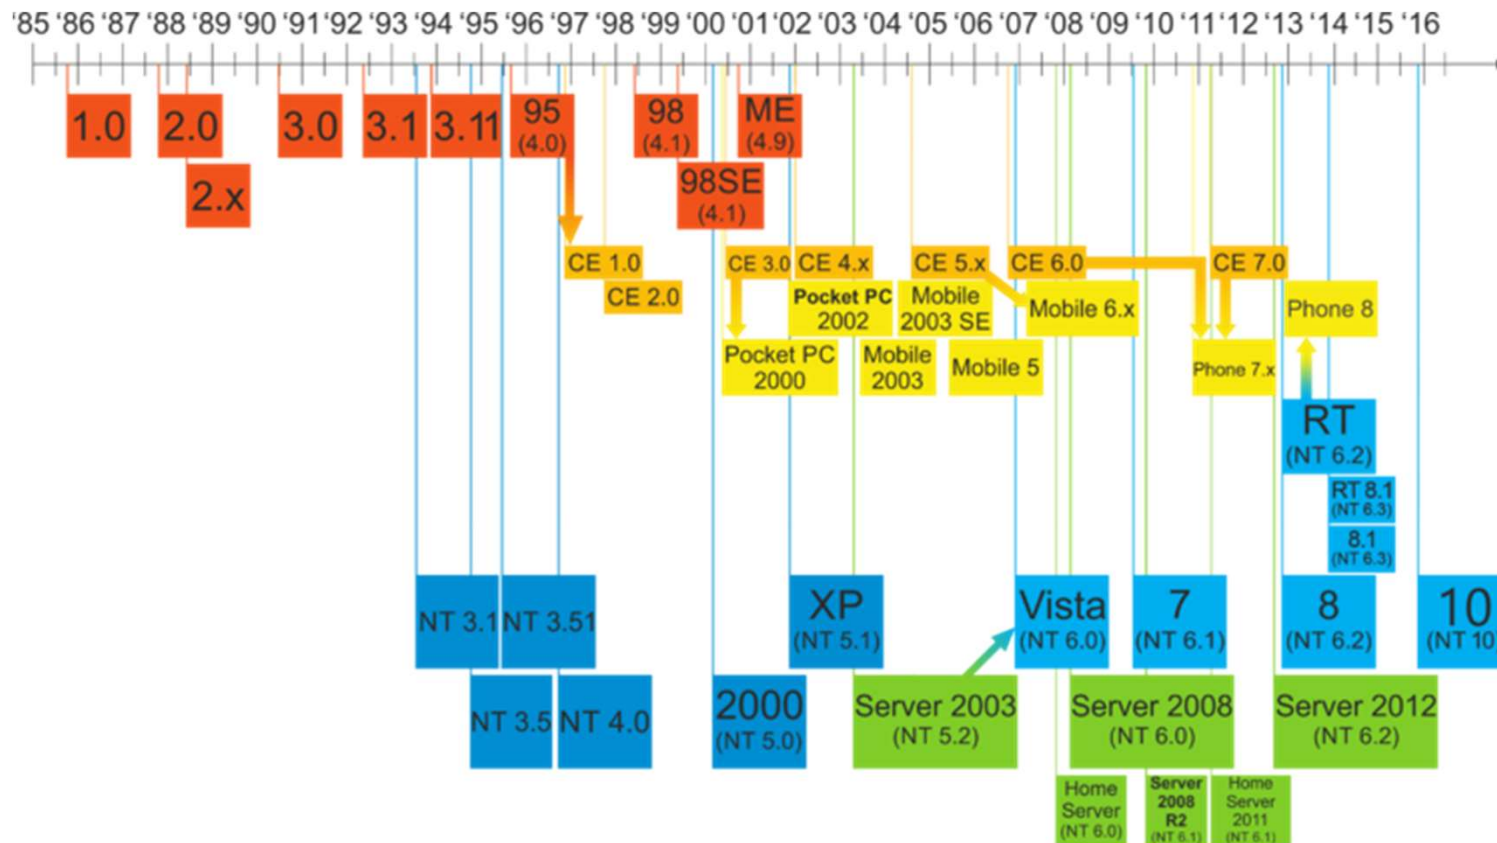 ‘85 ‘86 ‘87 ‘88 ‘89 ‘90 ‘91 ‘92 ‘93 ‘94 ‘95 ‘96 ‘97 ‘98 ‘99 ‘00 ‘01 ‘02 ‘03 ‘04 ‘05 ‘06 ‘07 ‘08 ‘09 ‘10 ‘11 ‘12 ‘13 ‘14 ‘15 ‘16
1.0
2.0
3.0
3.1
3.11
95
(4.0)
98
(4.1)
ME
(4.9)
2.x
98SE
(4.1)
CE 1.0
CE 3.0
CE 4.x
CE 5.x
CE 6.0
CE 7.0
CE 2.0
Pocket PC
2002
Mobile
2003 SE
Mobile 6.x
Phone 8
Pocket PC
2000
Mobile
2003
Mobile 5
Phone 7.x
RT
(NT 6.2)
RT 8.1
(NT 6.3)
8.1
(NT 6.3)
NT 3.1
NT 3.51
XP
(NT 5.1)
Vista
(NT 6.0)
7
(NT 6.1)
8
(NT 6.2)
10
(NT 10
NT 3.5
NT 4.0
2000
(NT 5.0)
Server 2003
(NT 5.2)
Server 2008
(NT 6.0)
Server 2012
(NT 6.2)
Home
Server
(NT 6.0)
Server
2008
R2
(NT 6.1)
Home
Server
2011
(NT 6.1)